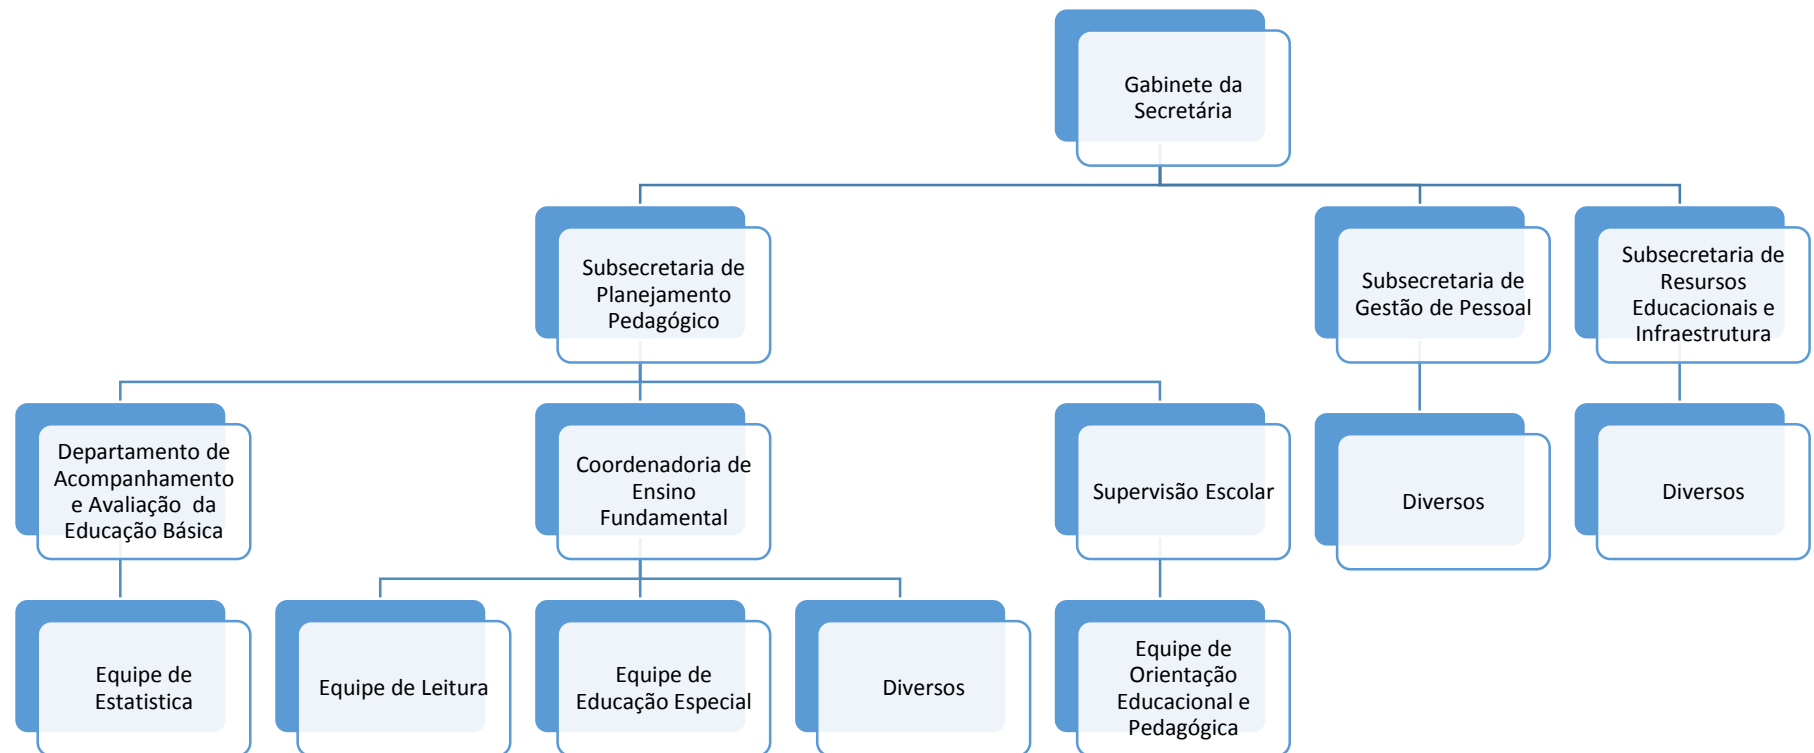 Gabinete da
Secretária
Subsecretaria de
Planejamento
Pedagógico
Subsecretaria de
Gestão de Pessoal
Subsecretaria de
Resursos
Educacionais e
Infraestrutura
Departamento de
Acompanhamento
e Avaliação  da
Educação Básica
Coordenadoria de
Ensino
Fundamental
Supervisão Escolar
Diversos
Diversos
Equipe de
Estatistica
Equipe de Leitura
Equipe de
Educação Especial
Diversos
Equipe de
Orientação
Educacional e
Pedagógica